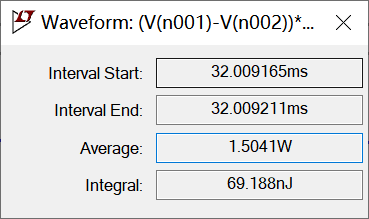 Waveform: (V(n001)-V(n002))*...
Interval Start: 32.009165ms
Interval End: 32.009211ms
Average: 1.5041W
Integral: 69.188nJ